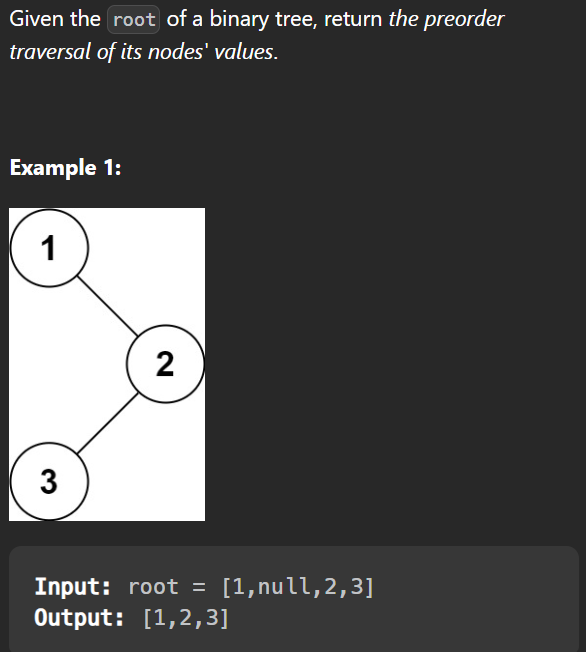 Given the root of a binary tree, return the preorder
traversal of its nodes' values.
Example 1:
1
2
3
Input: root = [1,null,2,3]
Output: [1,2,3]